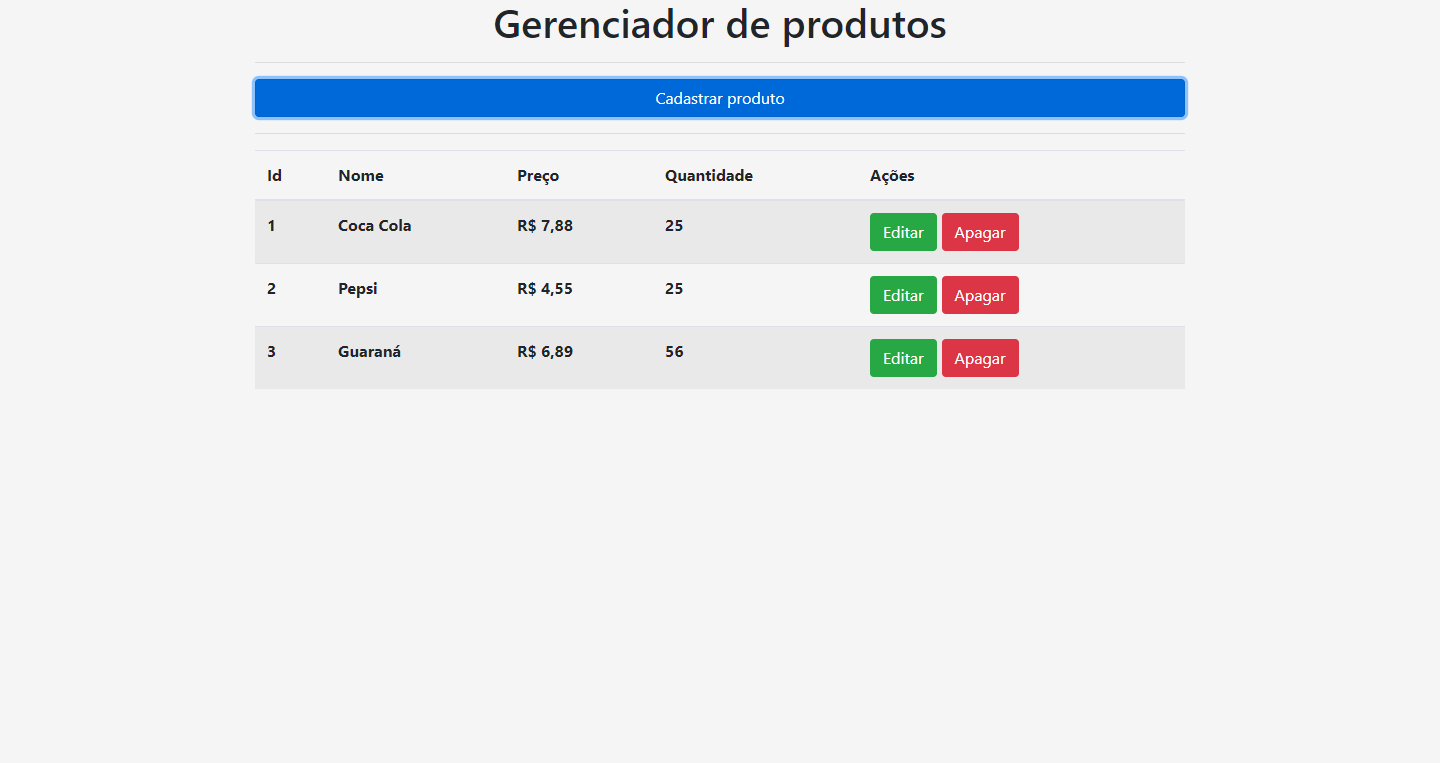 Gerenciador de produtos
Cadastrar produto
Id Nome Preço Quantidade Ações
1 Coca Cola R$ 7,88 25 Editar Apagar
2 Pepsi R$ 4,55 25 Editar Apagar
3 Guaraná R$ 6,89 56 Editar Apagar